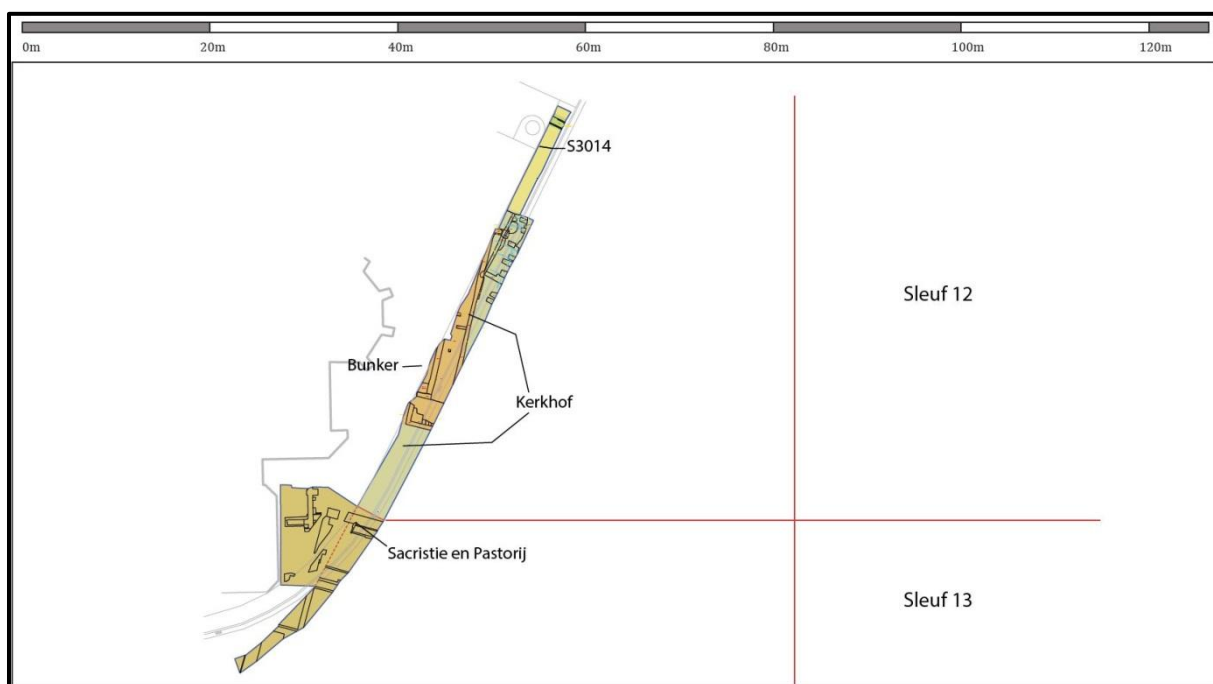 0m 20m 40m 60m 80m 100m 120m
S3014
Sleuf 12
Bunker
Kerkhof
Sacristie en Pastorij
Sleuf 13